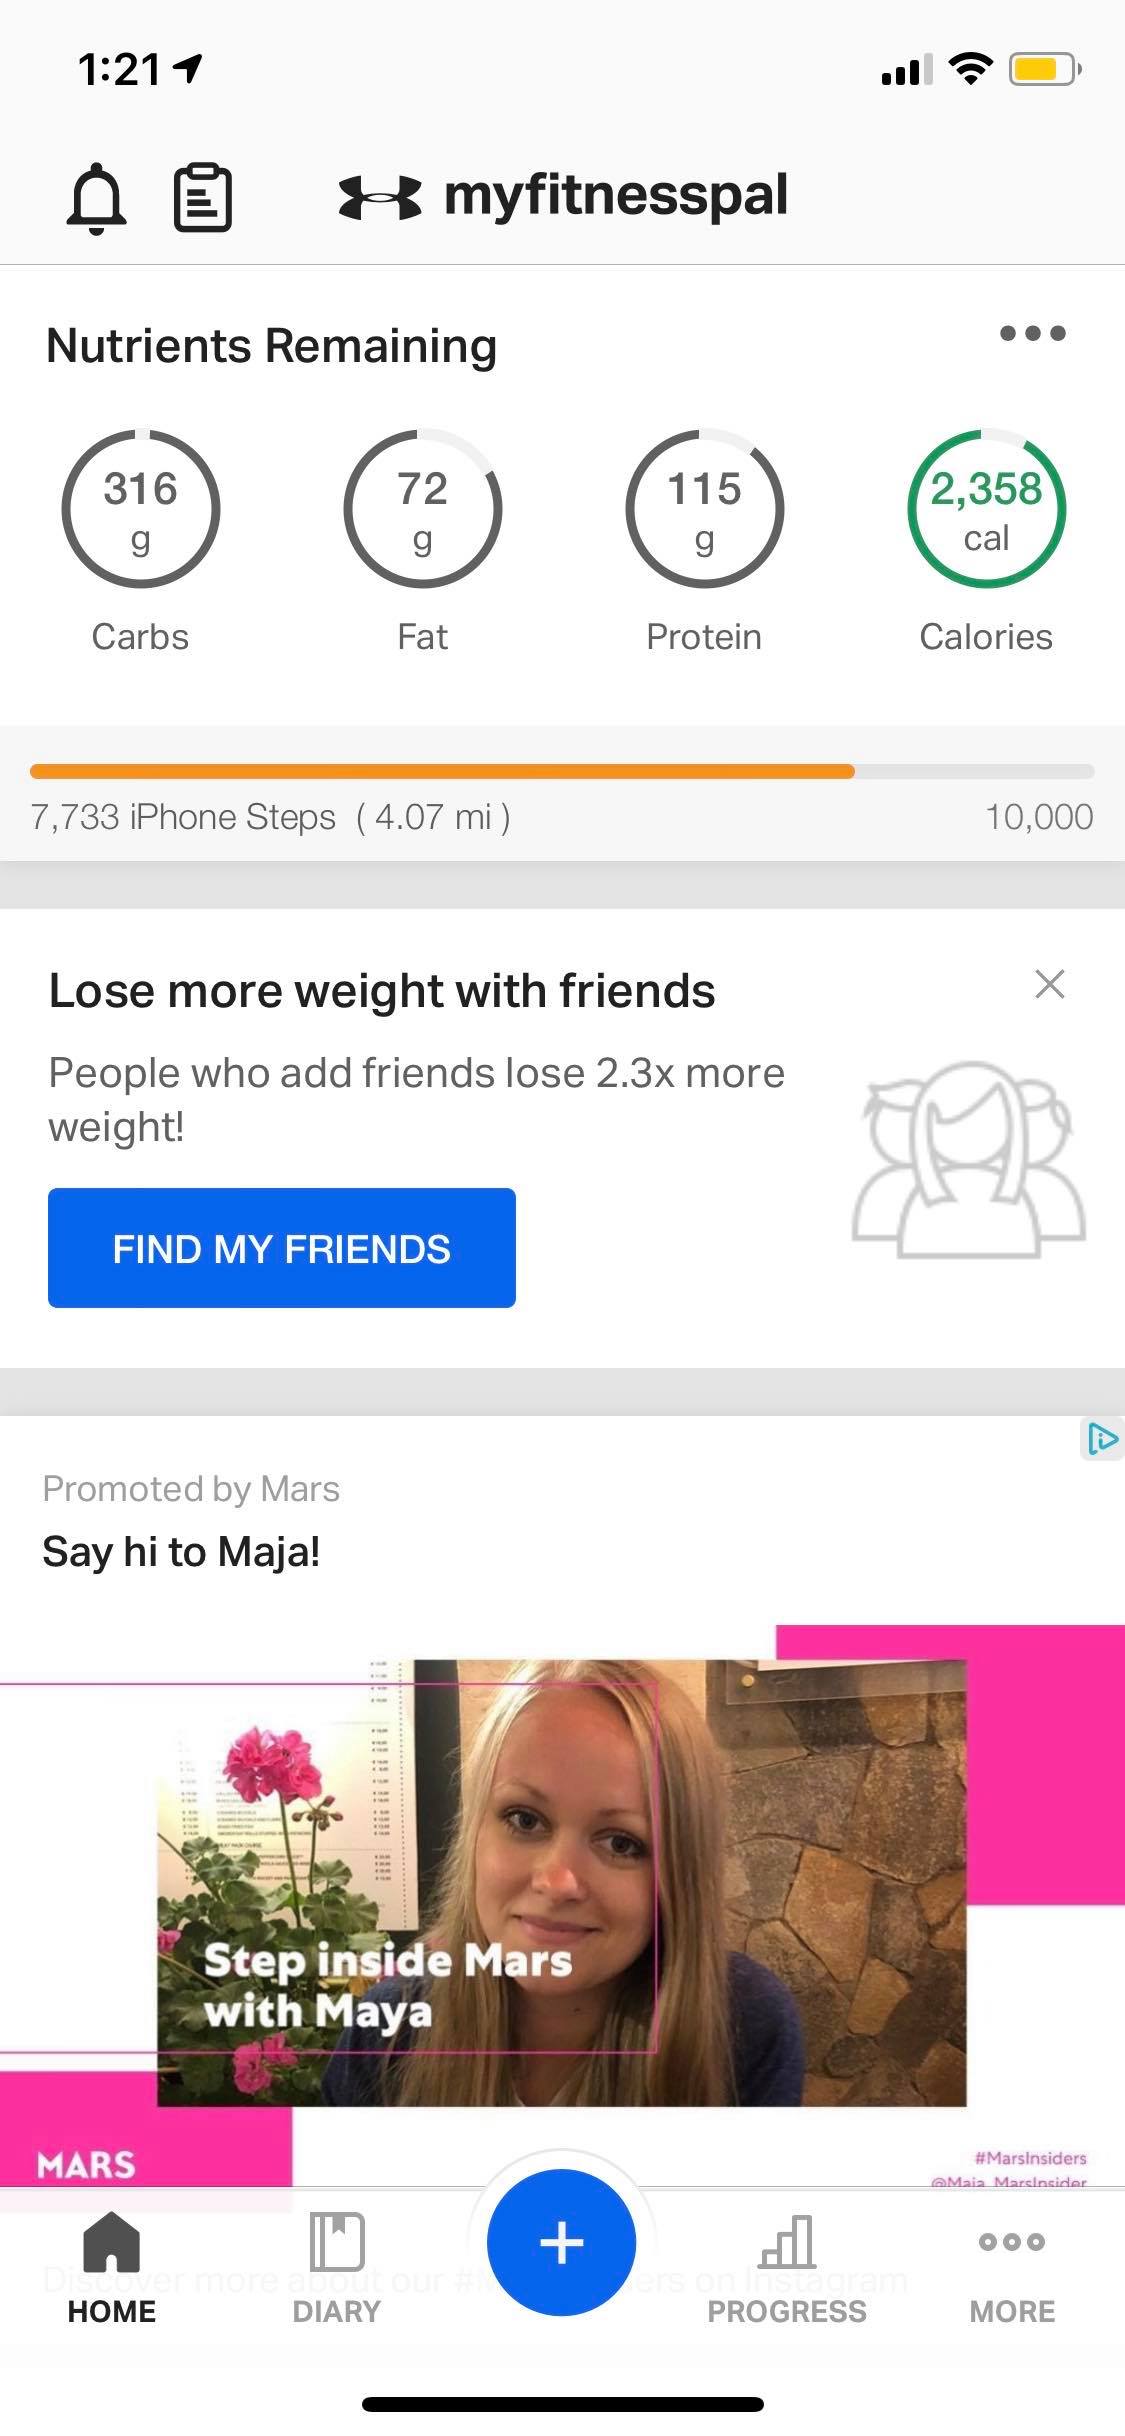 1:21
myfitnesspal
Nutrients Remaining
316 72 115 2,358
g g g cal
Carbs Fat Protein Calories
7,733 iPhone Steps ( 4.07 mi ) 10,000
Lose more weight with friends
People who add friends lose 2.3x more
weight!
FIND MY FRIENDS
Promoted by Mars
Say hi to Maja!
Step inside Mars
with Maya
MARS
#MarsInsiders
@Maja_MarsInsider
Discover more about our # ers on Instagram
HOME DIARY + PROGRESS MORE